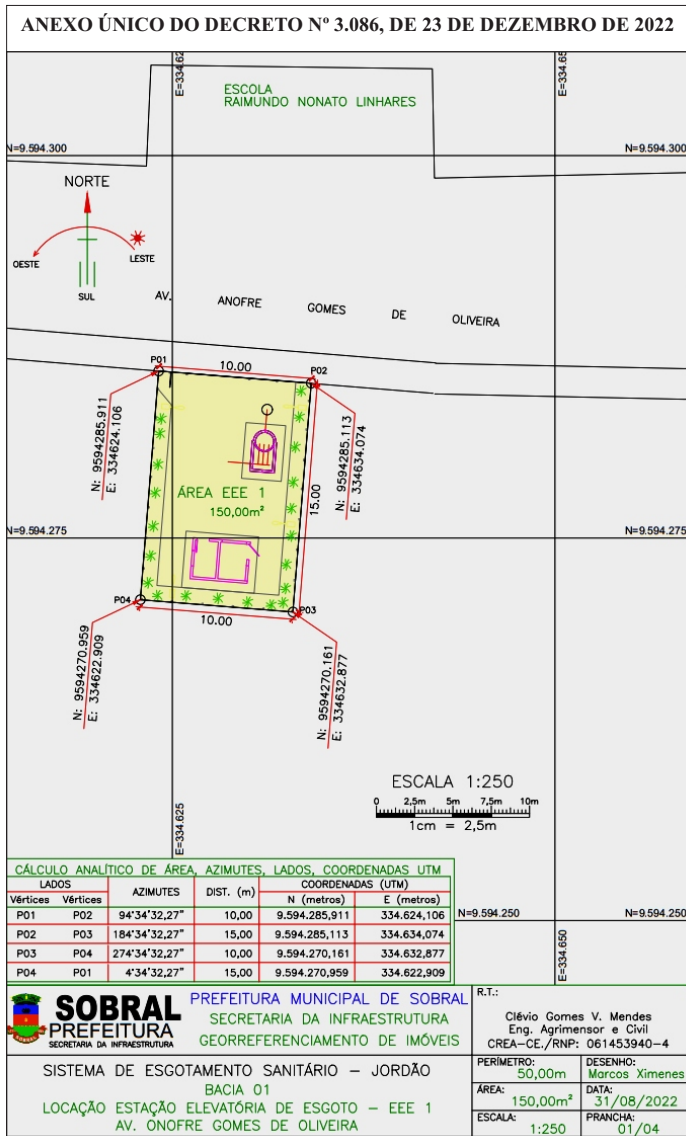 ANEXO ÚNICO DO DECRETO Nº 3.086, DE 23 DE DEZEMBRO DE 2022
ESCOLA
RAIMUNDO NONATO LINHARES
N=9.594.300
N=9.594.300
NORTE
OESTE
LESTE
SUL
AV. ANOFRE GOMES DE OLIVEIRA
P01
10.00
P02
N: 9594285.911
E: 334624.106
N: 9594285.113
E: 334634.074
15.00
ÁREA EEE 1
150,00m²
N=9.594.275
N=9.594.275
P04
10.00
P03
N: 9594270.959
E: 334622.909
N: 9594270.161
E: 334632.877
ESCALA 1:250
0 2,5m 5m 7,5m 10m
1cm = 2,5m
E=334.625
CÁLCULO ANALÍTICO DE ÁREA, AZIMUTES, LADOS, COORDENADAS UTM
LADOS AZIMUTES DIST. (m) COORDENADAS (UTM)
Vértices Vértices N (metros) E (metros)
P01 P02 94°34'32,27" 10,00 9.594.285,911 334.624,106
P02 P03 184°34'32,27" 15,00 9.594.285,113 334.634,074
P03 P04 274°34'32,27" 10,00 9.594.270,161 334.632,877
P04 P01 4°34'32,27" 15,00 9.594.270,959 334.622,909
N=9.594.250
N=9.594.250
E=334.650
SOBRAL
PREFEITURA
SECRETARIA DA INFRAESTRUTURA
PREFEITURA MUNICIPAL DE SOBRAL
SECRETARIA DA INFRAESTRUTURA
GEORREFERENCIAMENTO DE IMÓVEIS
R.T.:
Clévio Gomes V. Mendes
Eng. Agrimensor e Civil
CREA-CE./RNP: 061453940-4
SISTEMA DE ESGOTAMENTO SANITÁRIO – JORDÃO
BACIA 01
LOCAÇÃO ESTAÇÃO ELEVATÓRIA DE ESGOTO – EEE 1
AV. ONOFRE GOMES DE OLIVEIRA
PERÍMETRO: 50,00m
DESENHO: Marcos Ximenes
ÁREA: 150,00m²
DATA: 31/08/2022
ESCALA: 1:250
PRANCHA: 01/04